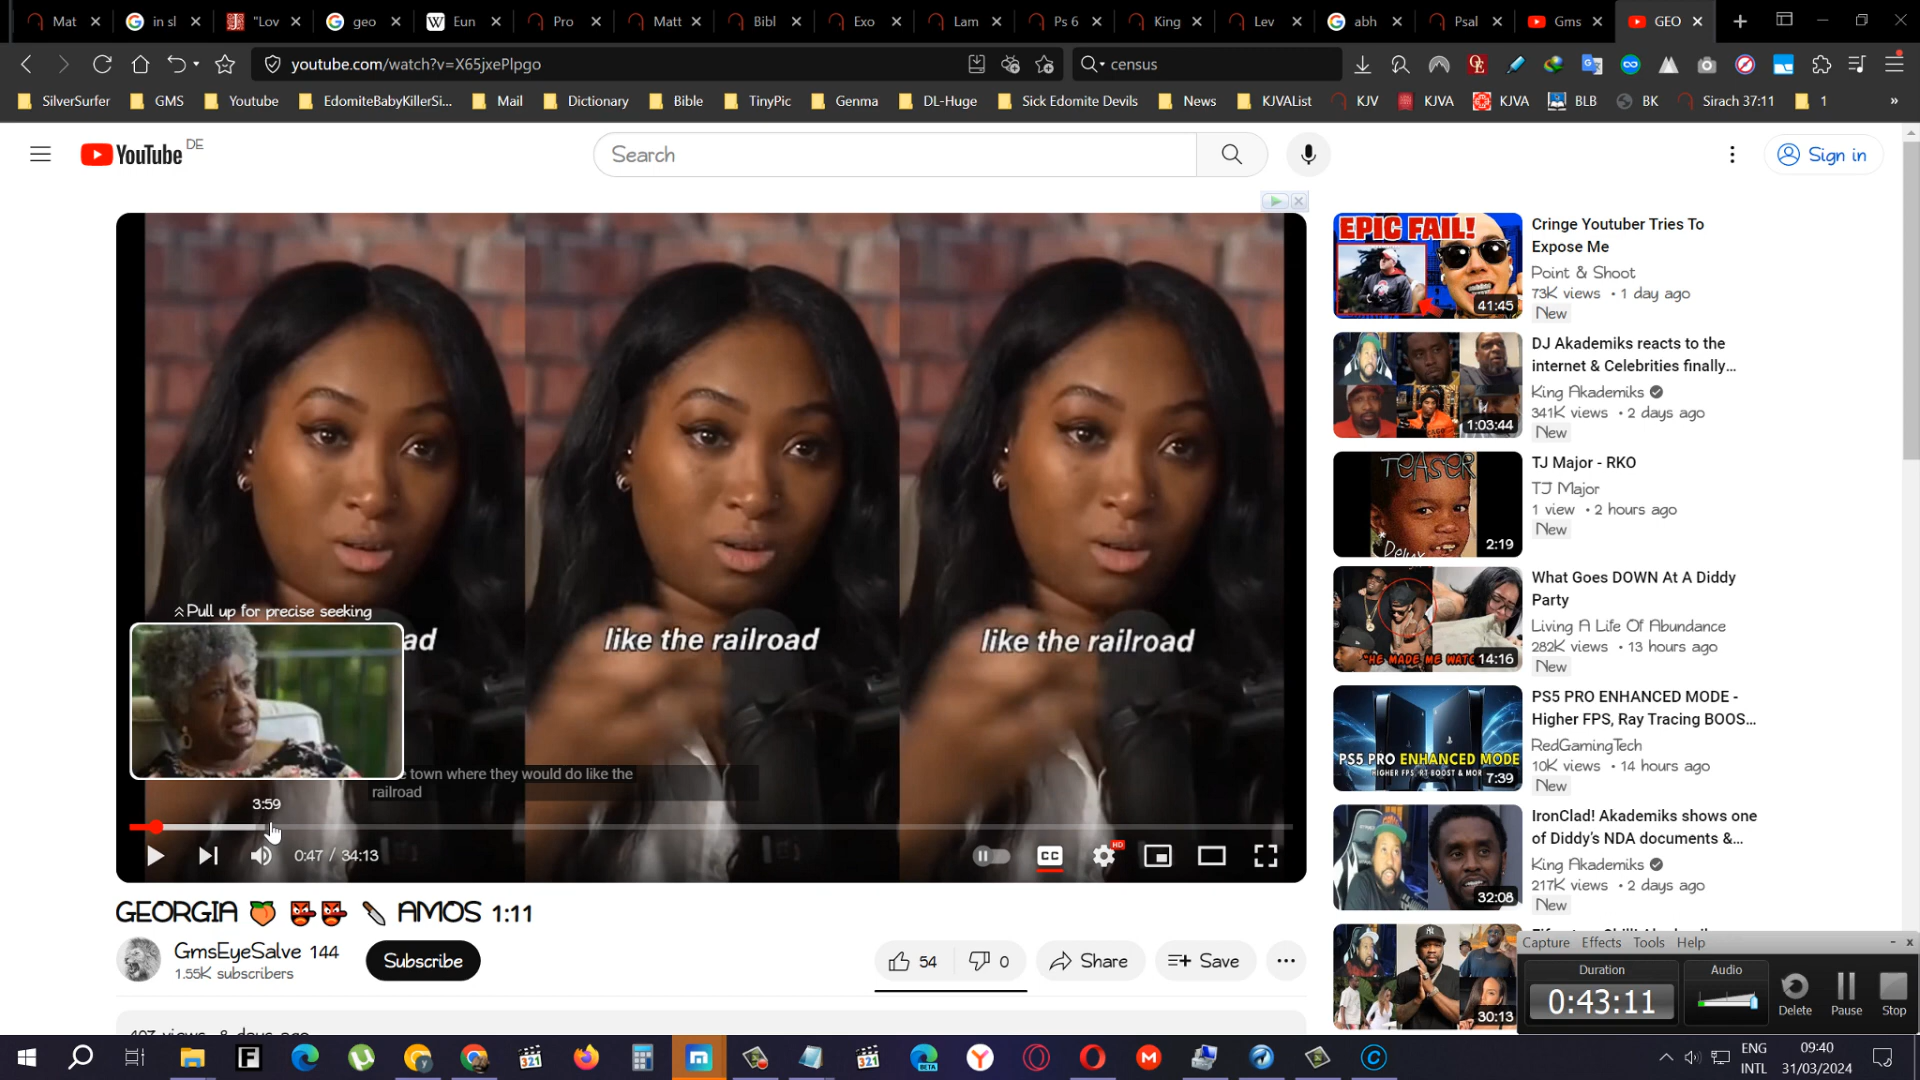 Mat
in sl
"Lov
geo
Eun
Pro
Matt
Bibl
Exo
Lam
Ps 6
King
Lev
abh
Psal
Gms
GEO
youtube.com/watch?v=X65jxePlpgo
census
SilverSurfer
GMS
Youtube
EdomiteBabyKillerSi...
Mail
Dictionary
Bible
TinyPic
Genma
DL-Huge
Sick Edomite Devils
News
KJVAList
KJV
KJVA
KJVA
BLB
BK
Sirach 37:11
1
»
YouTube DE
Search
Sign in
like the railroad
like the railroad
ad
Pull up for precise seeking
town where they would do like the
railroad
3:59
0:47 / 34:13
CC
HD
GEORGIA 🍑 👺👺 🔪 AMOS 1:11
GmsEyeSalve 144
1.55K subscribers
Subscribe
54
0
Share
Save
EPIC FAIL!
41:45
Cringe Youtuber Tries To
Expose Me
Point & Shoot
73K views • 1 day ago
New
1:03:44
DJ Akademiks reacts to the
internet & Celebrities finally...
King Akademiks
341K views • 2 days ago
New
TEASER
2:19
TJ Major - RKO
TJ Major
1 view • 2 hours ago
New
"HE MADE ME WATC
14:16
What Goes DOWN At A Diddy
Party
Living A Life Of Abundance
282K views • 13 hours ago
New
PS5 PRO ENHANCED MODE
HIGHER FPS, RT BOOST & MOR
7:39
PS5 PRO ENHANCED MODE -
Higher FPS, Ray Tracing BOOS...
RedGamingTech
10K views • 14 hours ago
New
32:08
IronClad! Akademiks shows one
of Diddy's NDA documents &...
King Akademiks
217K views • 2 days ago
New
30:13
Capture Effects Tools Help
Duration
0:43:11
Audio
Delete
Pause
Stop
ENG
INTL
09:40
31/03/2024